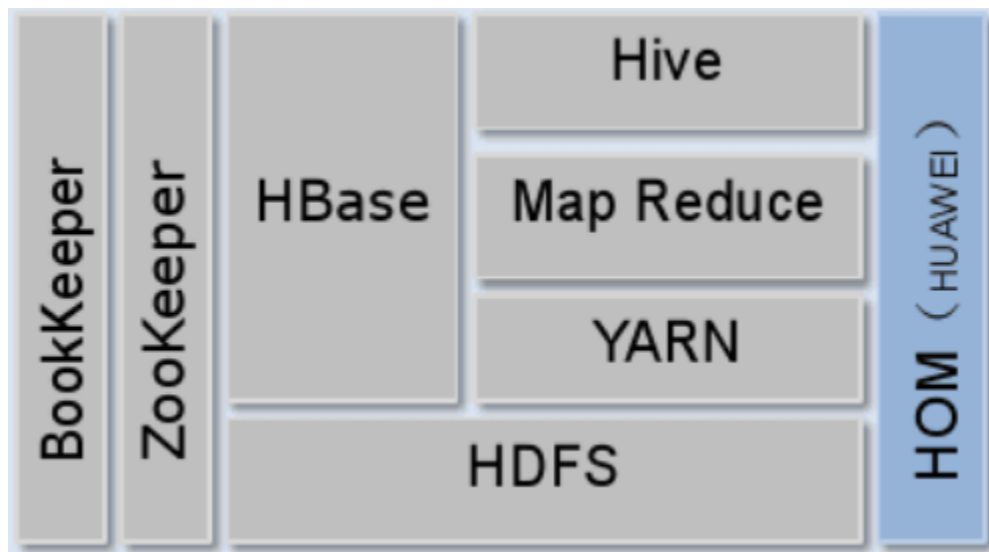 BookKeeper
ZooKeeper
HBase
Hive
Map Reduce
YARN
HDFS
HOM（HUAWEI）